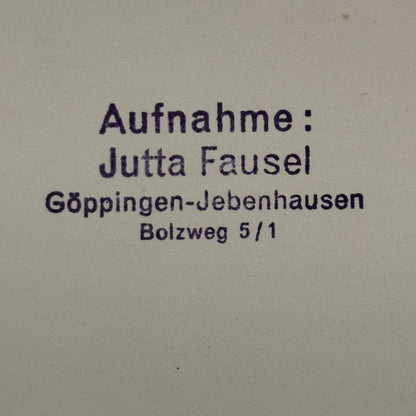 Aufnahme:
Jutta Fausel
Göppingen-Jebenhausen
Bolzweg 5/1